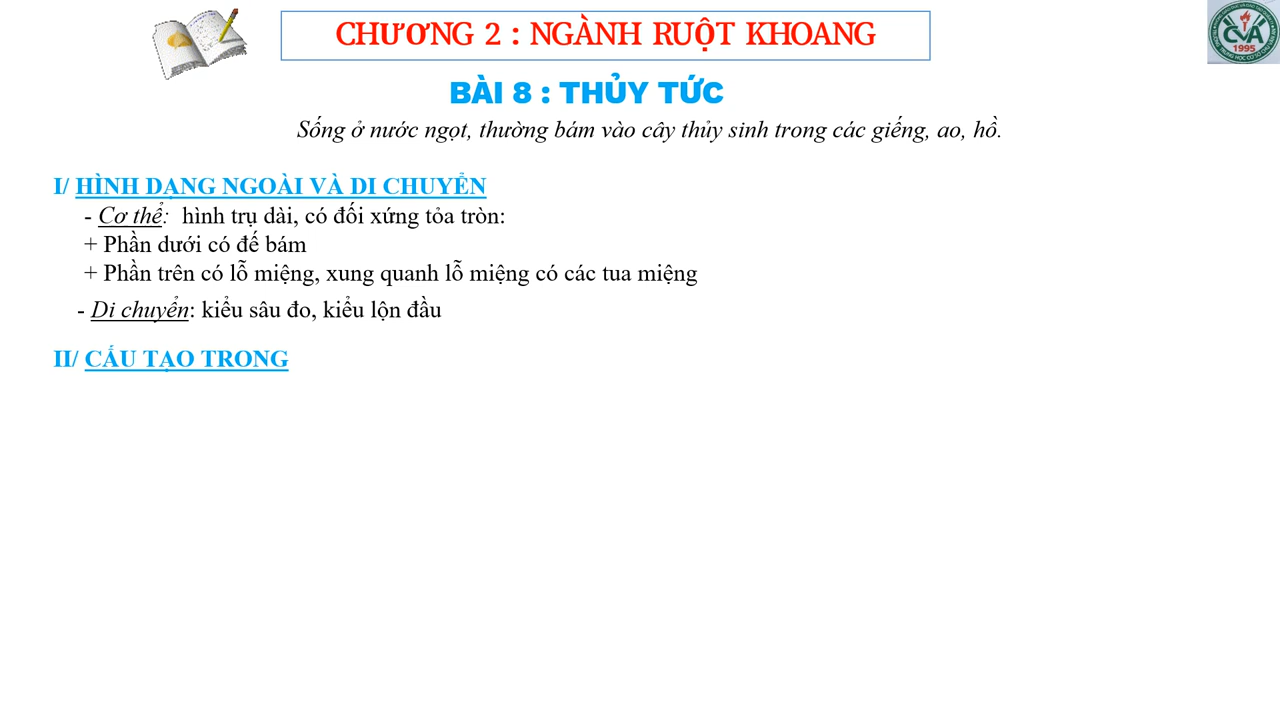 CHƯƠNG 2 : NGÀNH RUỘT KHOANG
BÀI 8 : THỦY TỨC
Sống ở nước ngọt, thường bám vào cây thủy sinh trong các giếng, ao, hồ.
I/ HÌNH DẠNG NGOÀI VÀ DI CHUYỂN
- Cơ thể: hình trụ dài, có đối xứng tỏa tròn:
+ Phần dưới có đế bám
+ Phần trên có lỗ miệng, xung quanh lỗ miệng có các tua miệng
- Di chuyển: kiểu sâu đo, kiểu lộn đầu
II/ CẤU TẠO TRONG
CVA
1995